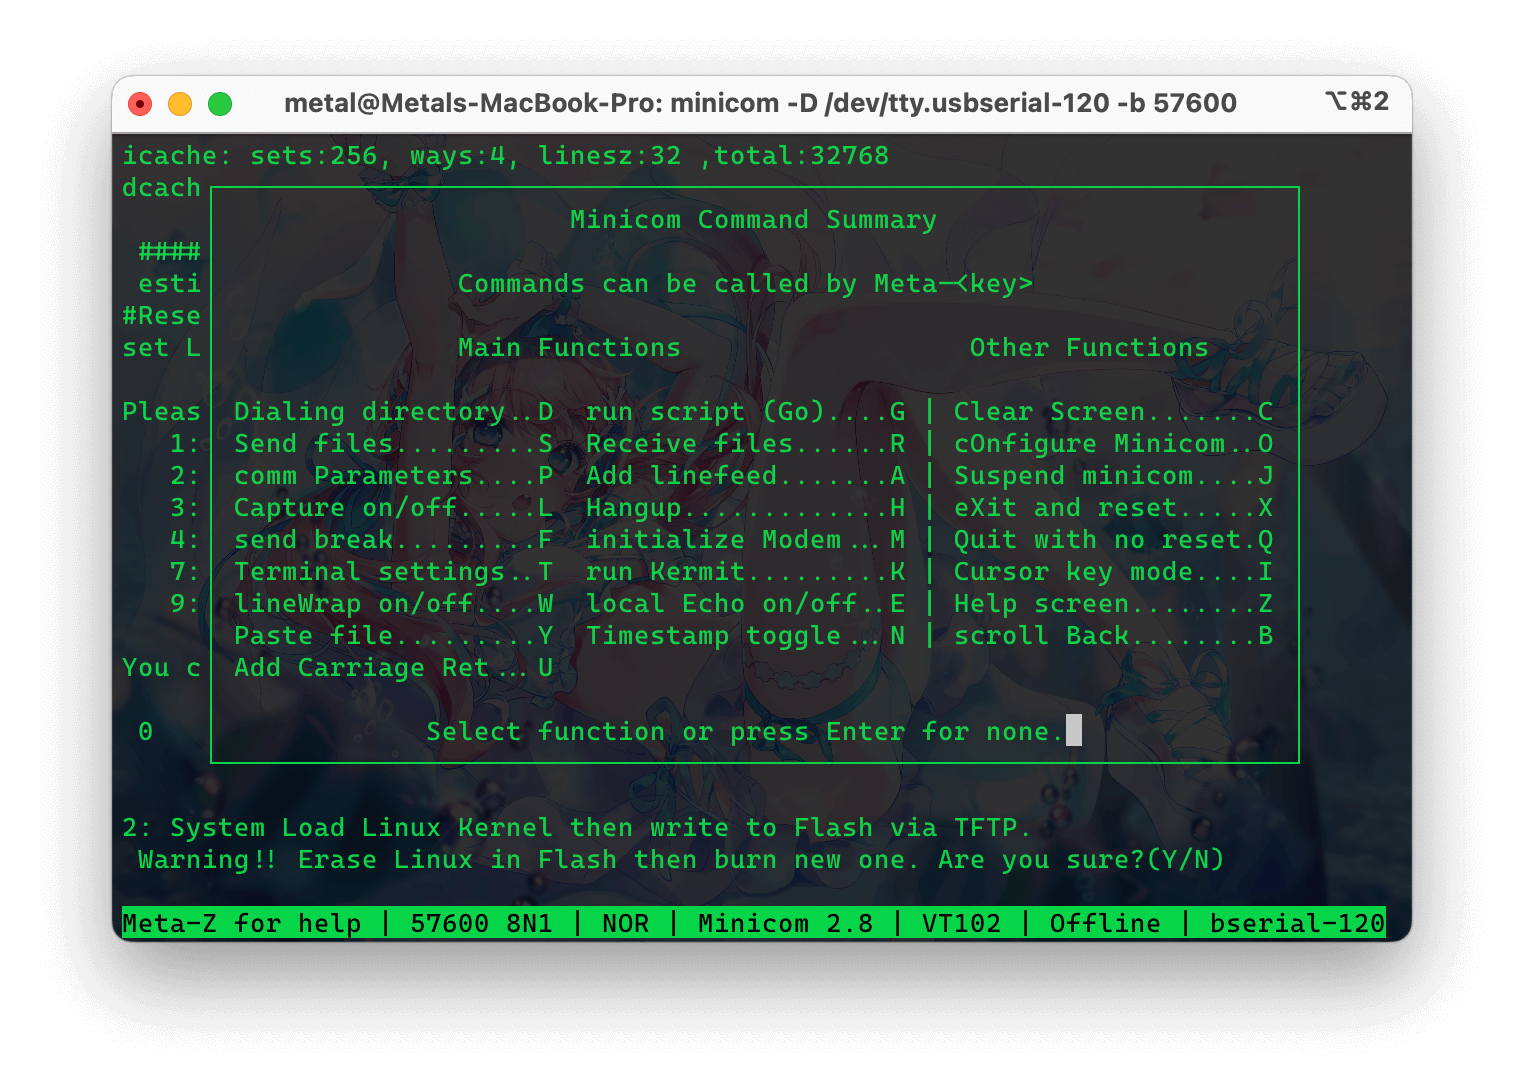 metal@Metals-MacBook-Pro: minicom -D /dev/tty.usbserial-120 -b 57600 ⌥⌘2
icache: sets:256, ways:4, linesz:32 ,total:32768
dcach
Minicom Command Summary
####
esti Commands can be called by Meta-<key>
#Rese
set L Main Functions Other Functions
Pleas Dialing directory..D run script (Go)....G | Clear Screen.......C
1: Send files.........S Receive files......R | cOnfigure Minicom..O
2: comm Parameters....P Add linefeed.......A | Suspend minicom....J
3: Capture on/off.....L Hangup.............H | eXit and reset.....X
4: send break.........F initialize Modem...M | Quit with no reset.Q
7: Terminal settings..T run Kermit.........K | Cursor key mode....I
9: lineWrap on/off....W local Echo on/off..E | Help screen........Z
Paste file.........Y Timestamp toggle...N | scroll Back........B
You c Add Carriage Ret...U
0 Select function or press Enter for none.
2: System Load Linux Kernel then write to Flash via TFTP.
Warning!! Erase Linux in Flash then burn new one. Are you sure?(Y/N)
Meta-Z for help | 57600 8N1 | NOR | Minicom 2.8 | VT102 | Offline | bserial-120